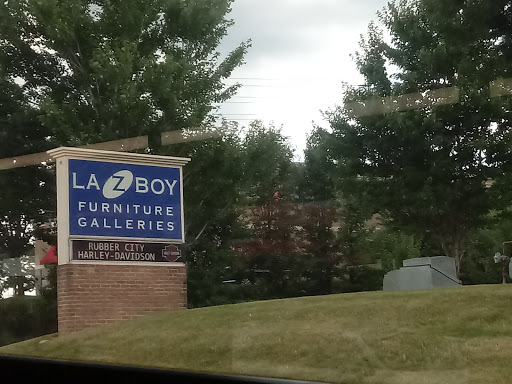 LA Z BOY
FURNITURE
GALLERIES
RUBBER CITY
HARLEY-DAVIDSON